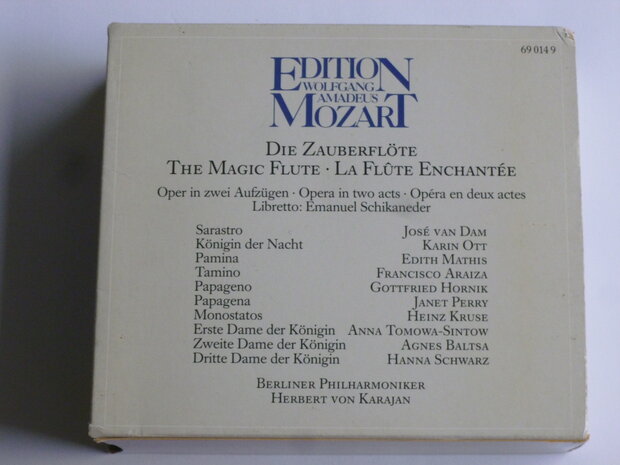 69 014 9
EDITION
WOLFGANG
AMADEUS
MOZART
DIE ZAUBERFLÖTE
THE MAGIC FLUTE · LA FLÛTE ENCHANTÉE
Oper in zwei Aufzügen · Opera in two acts · Opéra en deux actes
Libretto: Emanuel Schikaneder
Sarastro JOSÉ VAN DAM
Königin der Nacht KARIN OTT
Pamina EDITH MATHIS
Tamino FRANCISCO ARAIZA
Papageno GOTTFRIED HORNIK
Papagena JANET PERRY
Monostatos HEINZ KRUSE
Erste Dame der Königin ANNA TOMOWA-SINTOW
Zweite Dame der Königin AGNES BALTSA
Dritte Dame der Königin HANNA SCHWARZ
BERLINER PHILHARMONIKER
HERBERT VON KARAJAN